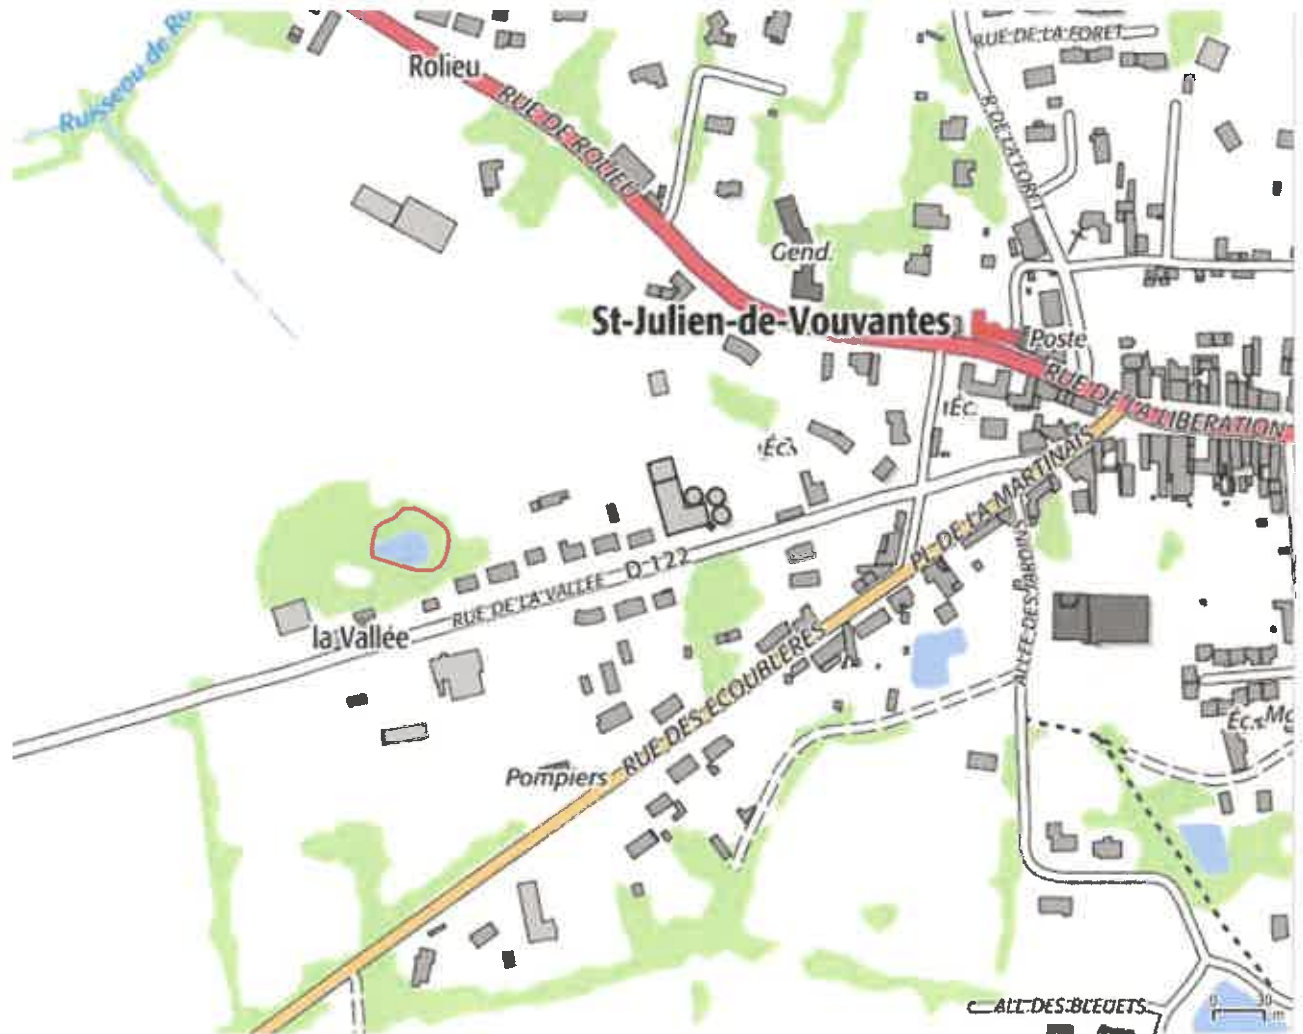 RUE DE LA FORET
Ruisseau de Ro
Rolieu
RUE DE ROLIEU
R. DE LA FORET
Gend.
St-Julien-de-Vouvantes
Poste
RUE DE LA LIBERATION
Éc.
Éc.
PL. DE LA MARTINAIS
D 122
RUE DE LA VALLEE
la Vallée
ALLEE DES JARDINS
RUE DES ECOUBLERES
Éc.
Pompiers
ALL. DES BLEUETS
0 30
m